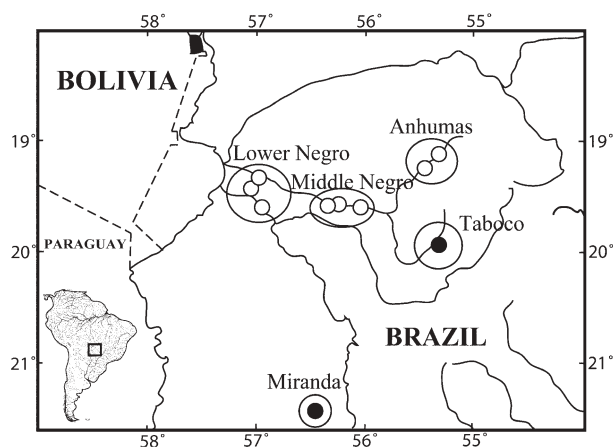 58° 57° 56° 55°
BOLIVIA
19° 19°
Anhumas
Lower Negro
Middle Negro
Taboco
20° 20°
PARAGUAY
BRAZIL
21° 21°
Miranda
58° 57° 56° 55°